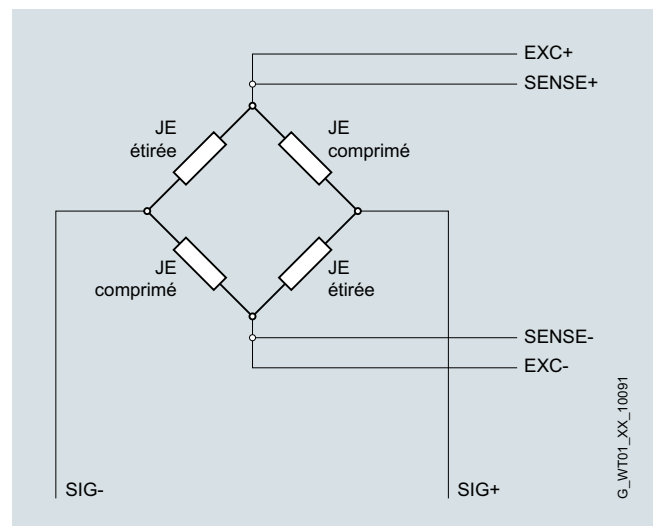 EXC+
SENSE+
JE
étirée
JE
comprimé
JE
comprimé
JE
étirée
SENSE-
EXC-
SIG-
SIG+
G_WT01_XX_10091